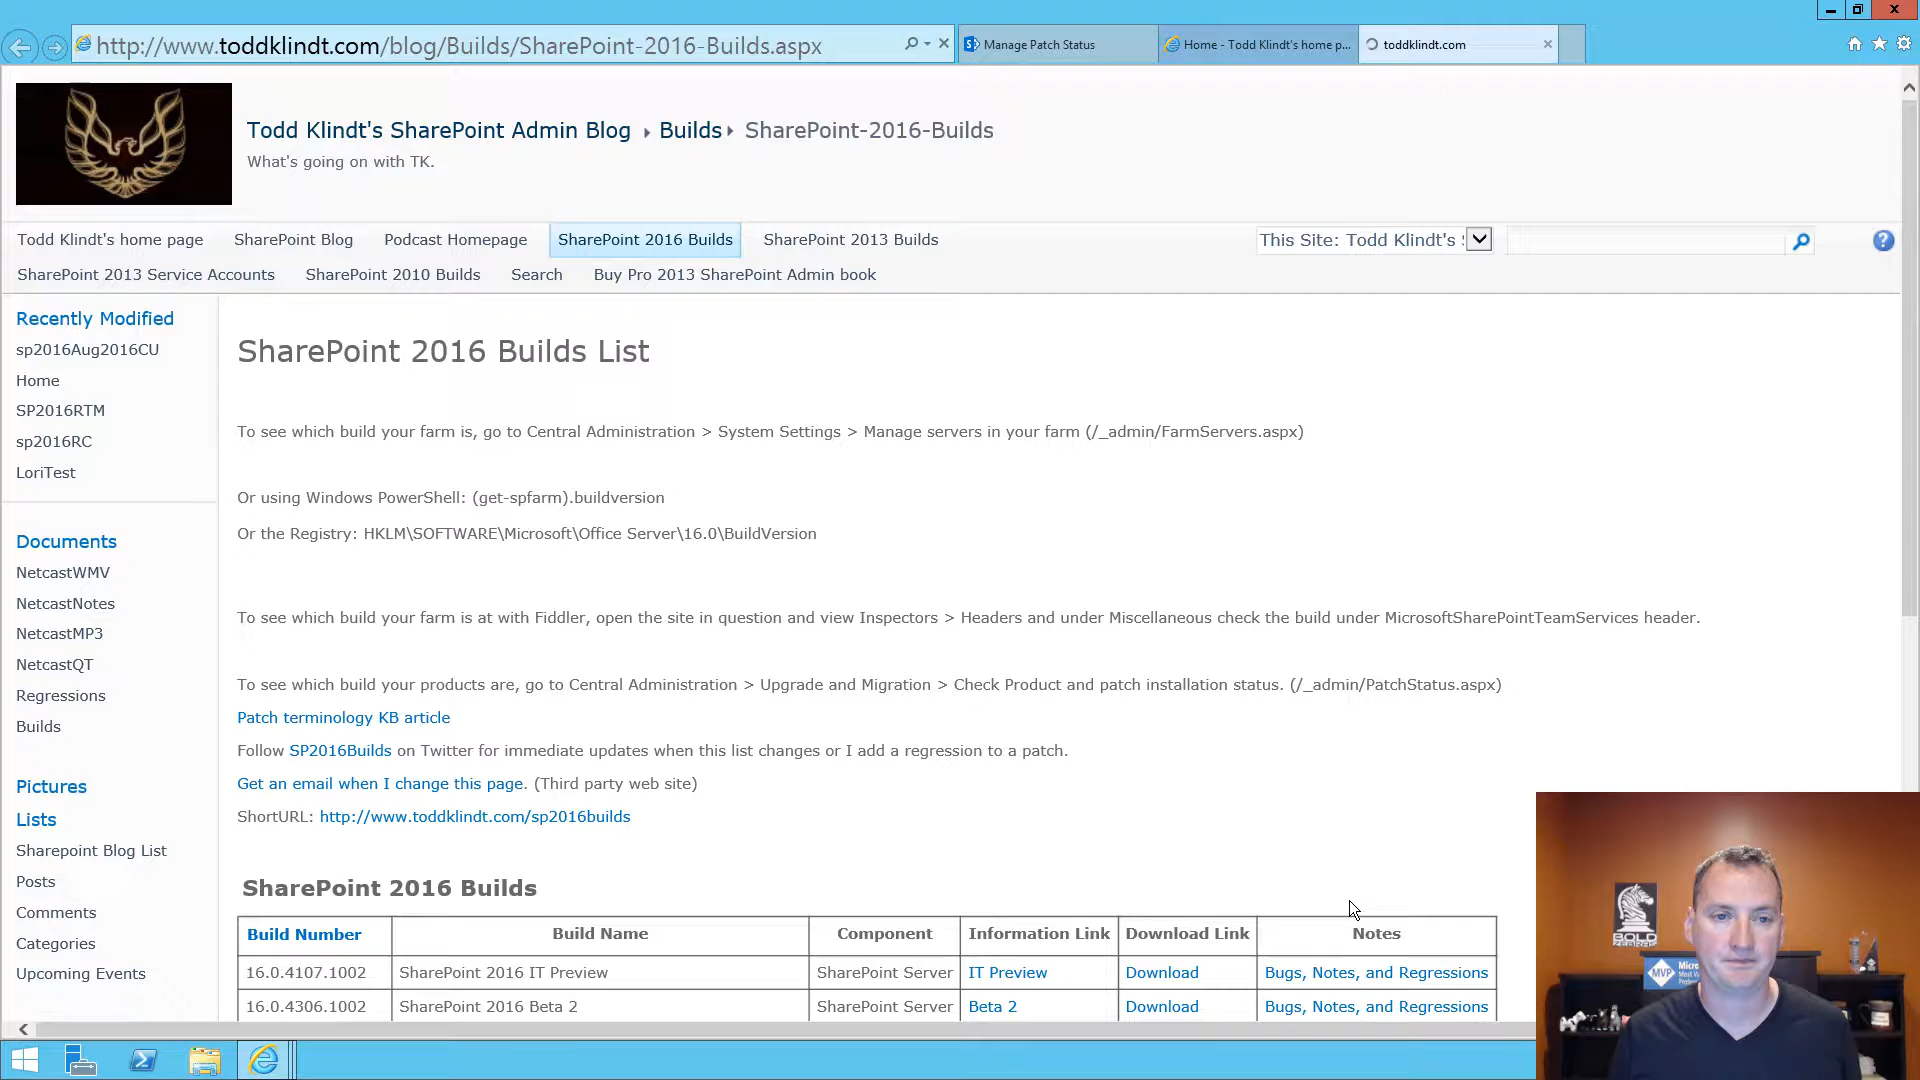 http://www.toddklindt.com/blog/Builds/SharePoint-2016-Builds.aspx
Manage Patch Status
Home - Todd Klindt's home p...
toddklindt.com
Todd Klindt's SharePoint Admin Blog
Builds
SharePoint-2016-Builds
What's going on with TK.
Todd Klindt's home page
SharePoint Blog
Podcast Homepage
SharePoint 2016 Builds
SharePoint 2013 Builds
This Site: Todd Klindt's
SharePoint 2013 Service Accounts
SharePoint 2010 Builds
Search
Buy Pro 2013 SharePoint Admin book
Recently Modified
sp2016Aug2016CU
Home
SP2016RTM
sp2016RC
LoriTest
Documents
NetcastWMV
NetcastNotes
NetcastMP3
NetcastQT
Regressions
Builds
Pictures
Lists
Sharepoint Blog List
Posts
Comments
Categories
Upcoming Events
SharePoint 2016 Builds List
To see which build your farm is, go to Central Administration > System Settings > Manage servers in your farm (/_admin/FarmServers.aspx)
Or using Windows PowerShell: (get-spfarm).buildversion
Or the Registry: HKLM\SOFTWARE\Microsoft\Office Server\16.0\BuildVersion
To see which build your farm is at with Fiddler, open the site in question and view Inspectors > Headers and under Miscellaneous check the build under MicrosoftSharePointTeamServices header.
To see which build your products are, go to Central Administration > Upgrade and Migration > Check Product and patch installation status. (/_admin/PatchStatus.aspx)
Patch terminology KB article
Follow SP2016Builds on Twitter for immediate updates when this list changes or I add a regression to a patch.
Get an email when I change this page. (Third party web site)
ShortURL: http://www.toddklindt.com/sp2016builds
SharePoint 2016 Builds
Build Number Build Name Component Information Link Download Link Notes
16.0.4107.1002 SharePoint 2016 IT Preview SharePoint Server IT Preview Download Bugs, Notes, and Regressions
16.0.4306.1002 SharePoint 2016 Beta 2 SharePoint Server Beta 2 Download Bugs, Notes, and Regressions
BOLD
MVP